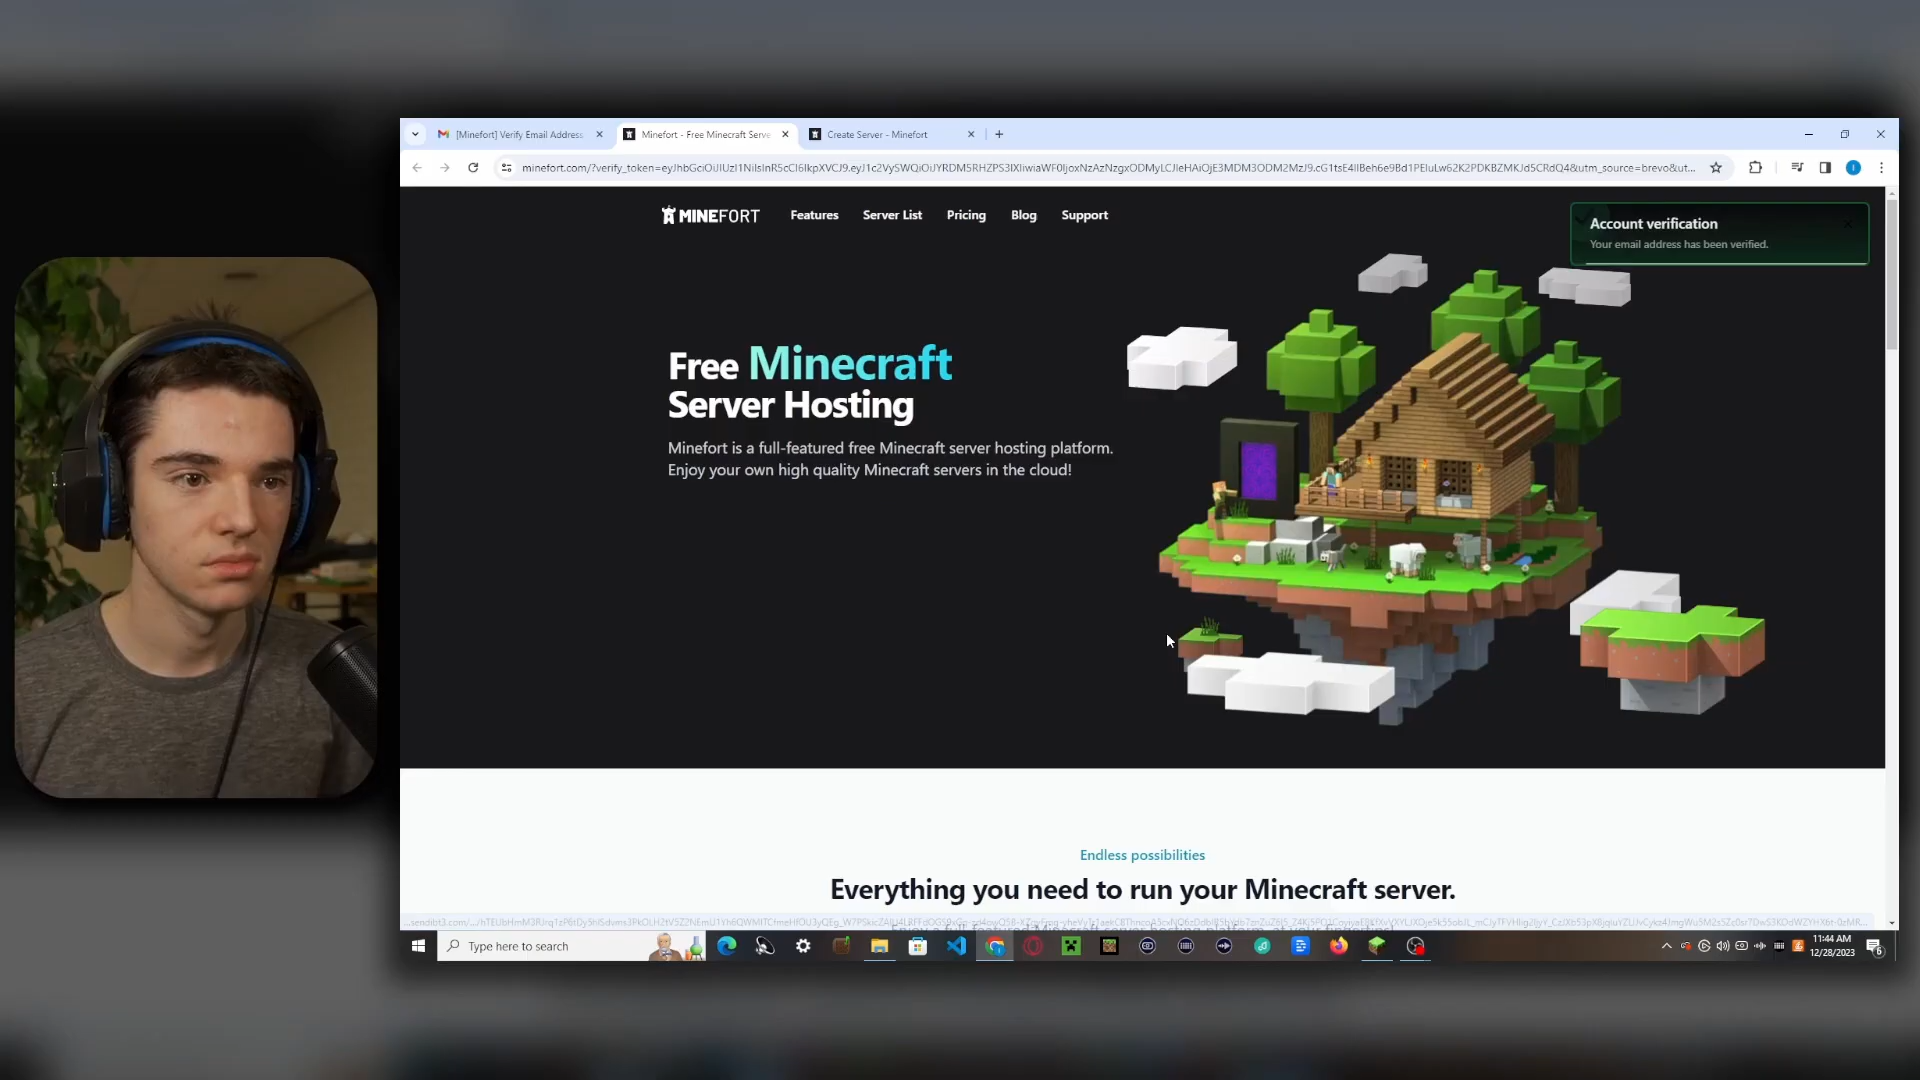 [Minefort] Verify Email Address
Minefort - Free Minecraft Serve
Create Server - Minefort
MINEFORT
Features
Server List
Pricing
Blog
Support
Account verification
Your email address has been verified.
Free Minecraft
Server Hosting
Minefort is a full-featured free Minecraft server hosting platform.
Enjoy your own high quality Minecraft servers in the cloud!
Endless possibilities
Everything you need to run your Minecraft server.
Type here to search
11:44 AM
12/28/2023